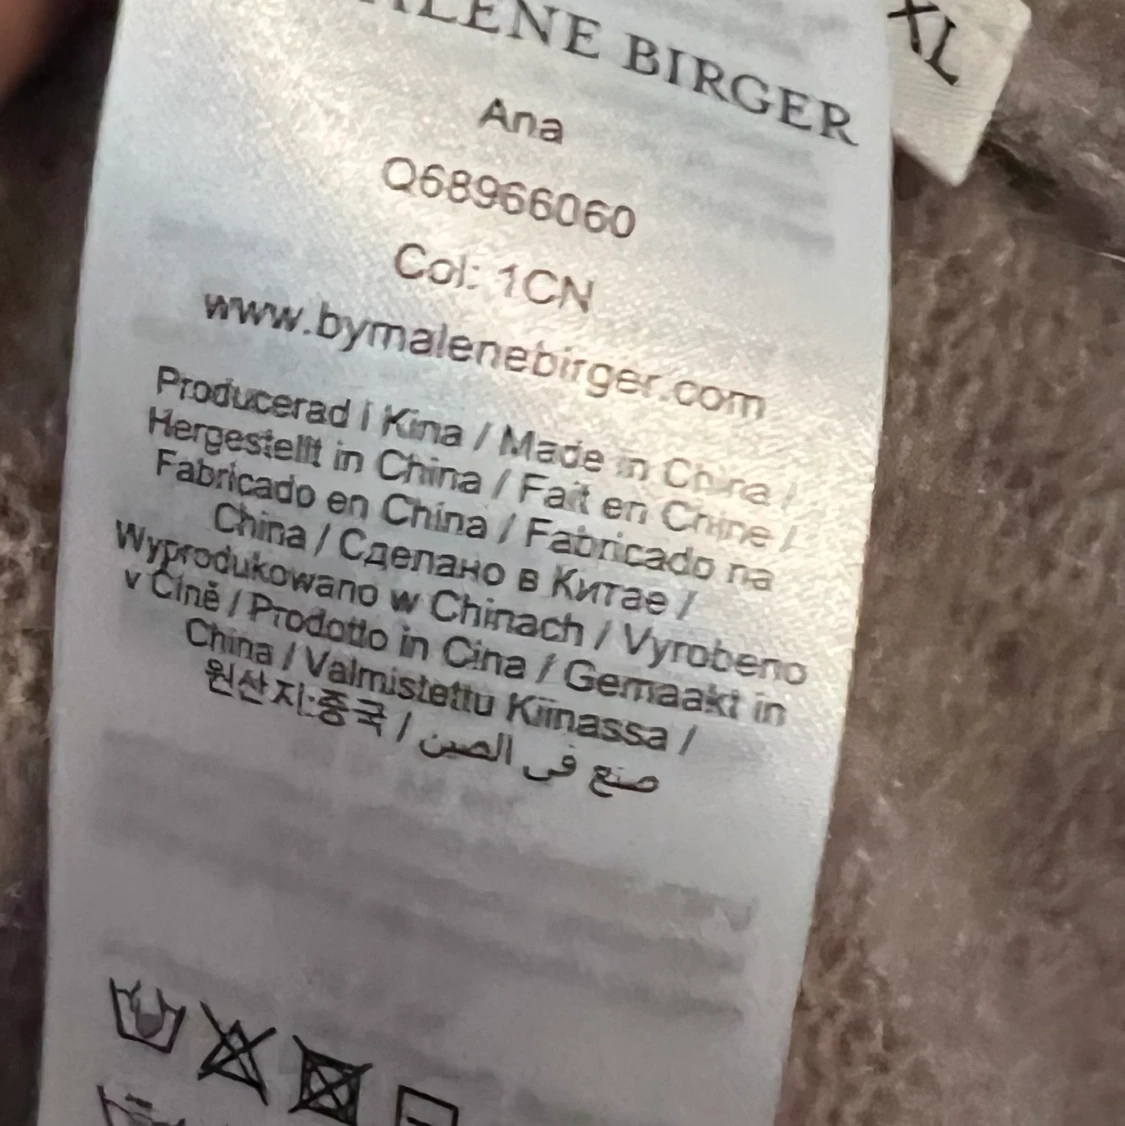 ALENE BIRGER
XL
Ana
Q68966060
Col: 1CN
www.bymalenebirger.com
Producerad i Kina / Made in China /
Hergestellt in China / Fait en Chine /
Fabricado en China / Fabricado na
China / Сделано в Китае /
Wyprodukowano w Chinach / Vyrobeno
v Číně / Prodotto in Cina / Gemaakt in
China / Valmistettu Kiinassa /
원산지:중국 / صنع في الصين